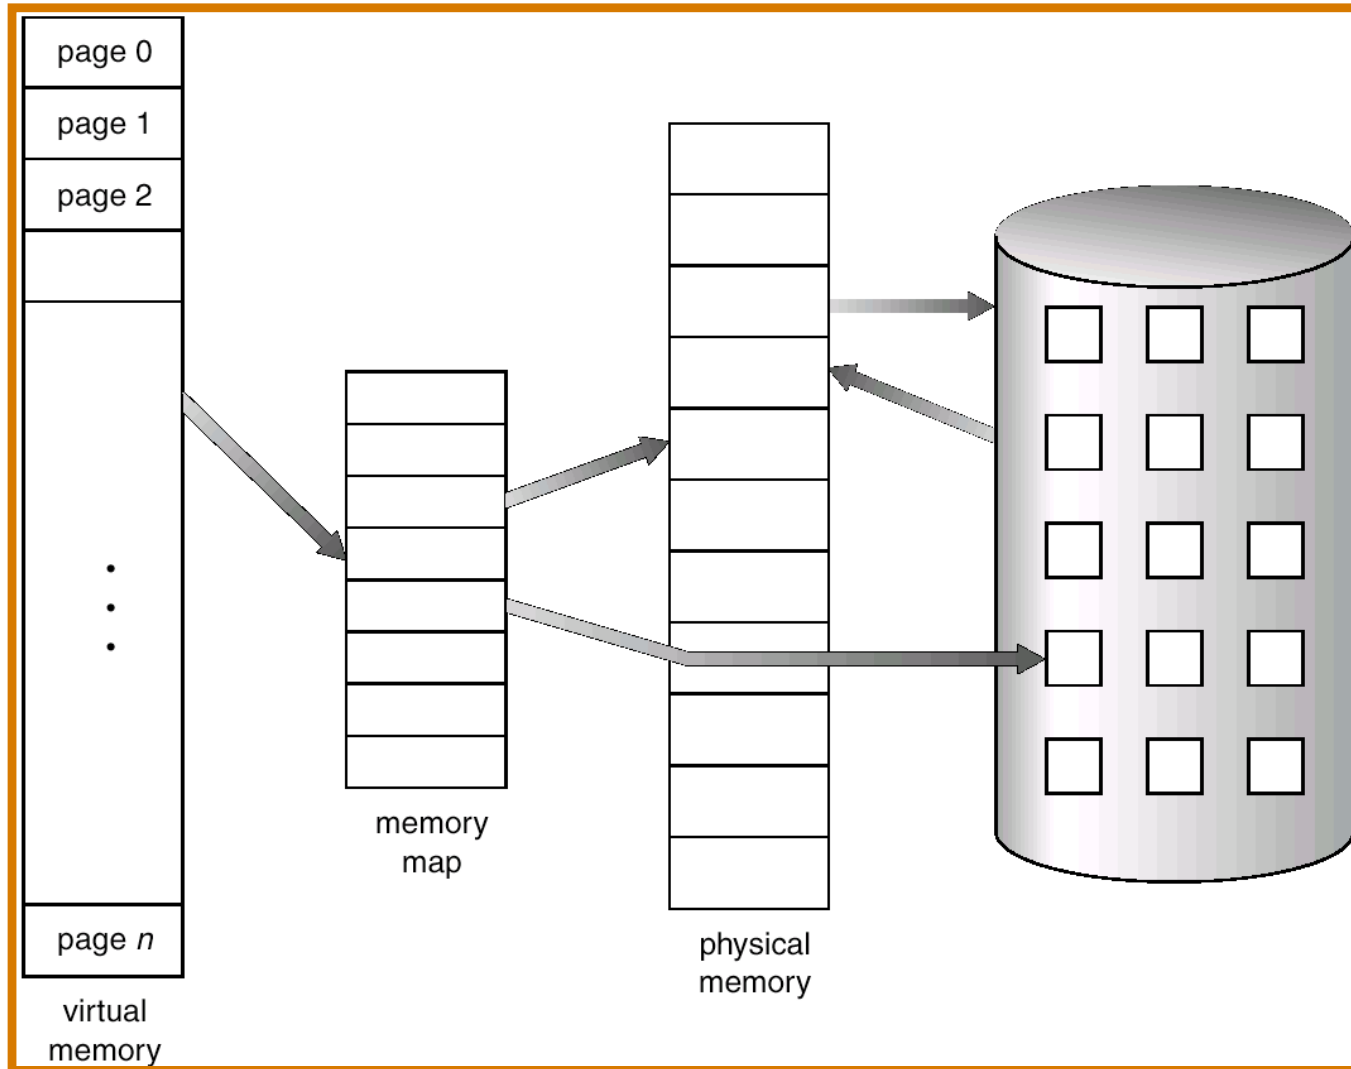 page 0
page 1
page 2
page n
virtual
memory
memory
map
physical
memory